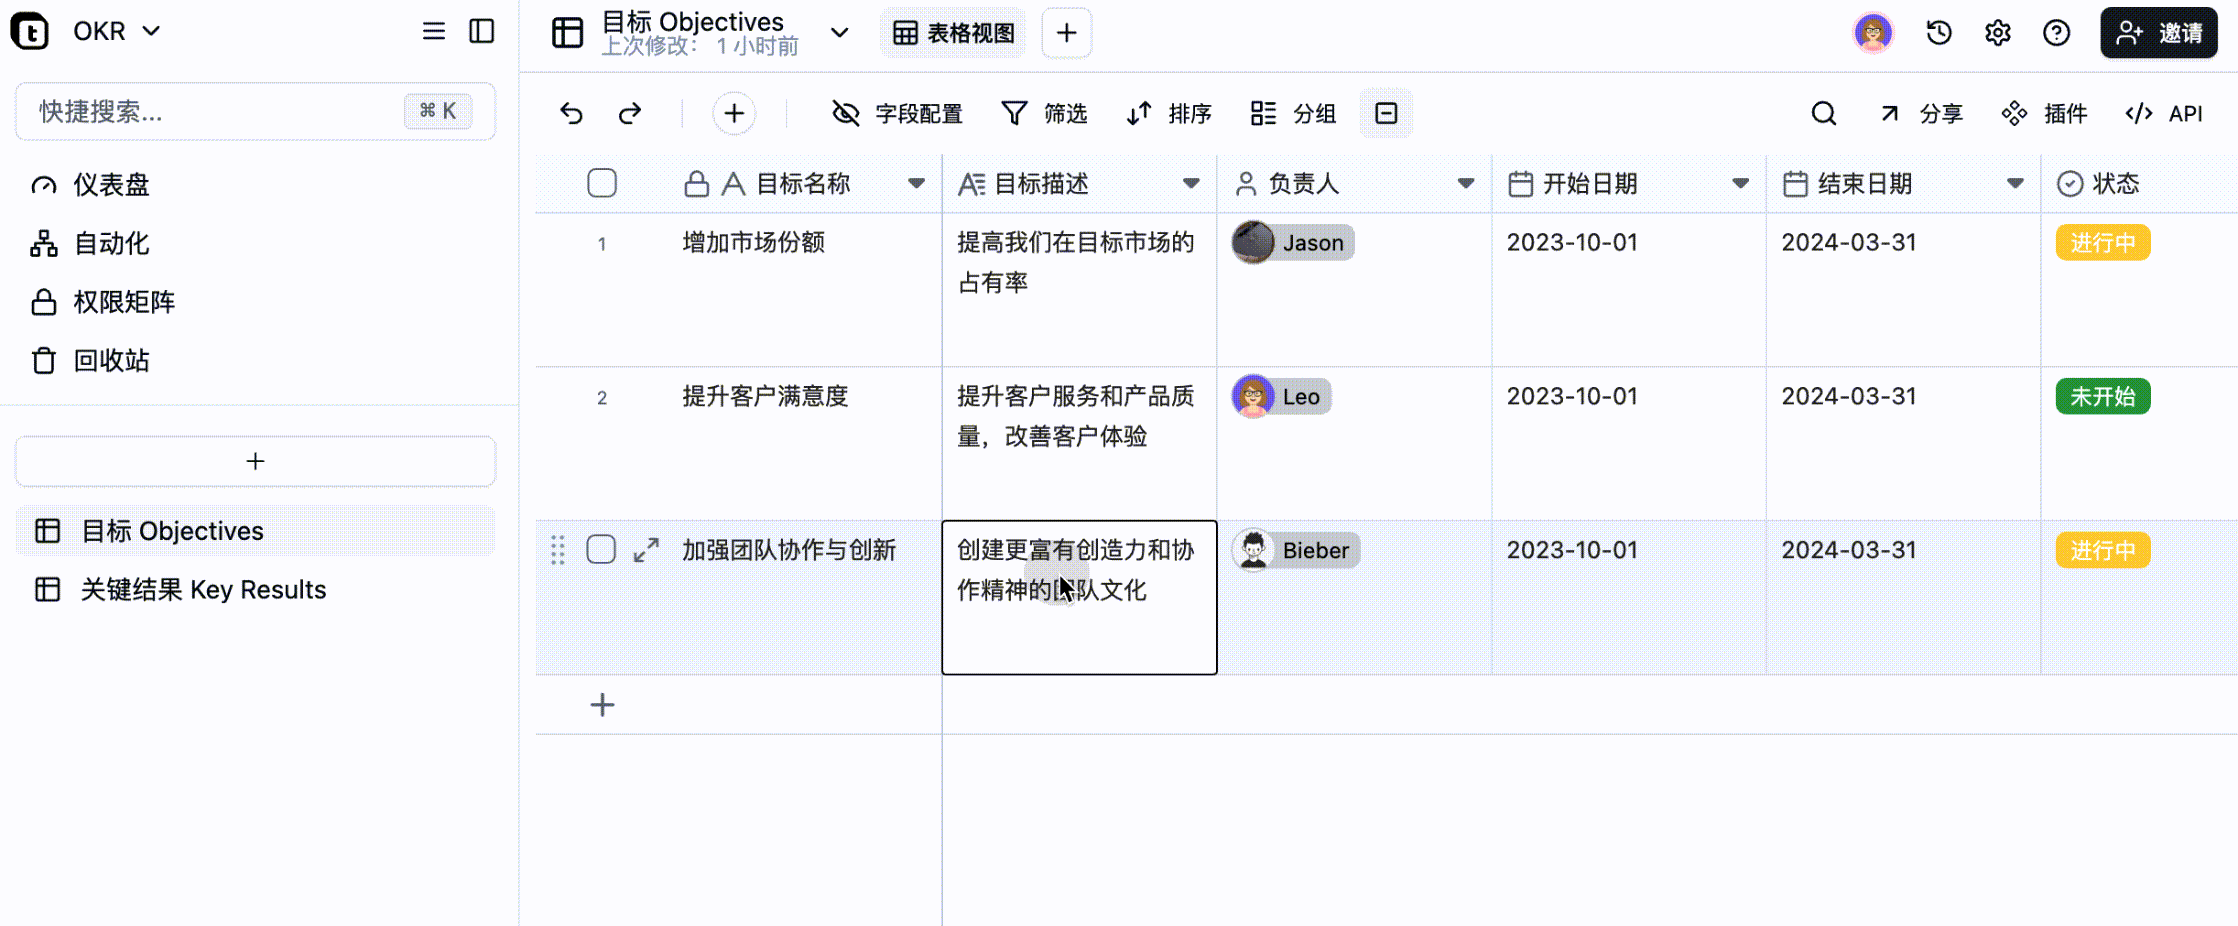 OKR
快捷搜索...
⌘ K
仪表盘
自动化
权限矩阵
回收站
目标 Objectives
关键结果 Key Results
目标 Objectives
上次修改： 1 小时前
表格视图
邀请
字段配置
筛选
排序
分组
分享
插件
API
目标名称
目标描述
负责人
开始日期
结束日期
状态
1
增加市场份额
提高我们在目标市场的
占有率
Jason
2023-10-01
2024-03-31
进行中
2
提升客户满意度
提升客户服务和产品质
量，改善客户体验
Leo
2023-10-01
2024-03-31
未开始
加强团队协作与创新
创建更富有创造力和协
作精神的团队文化
Bieber
2023-10-01
2024-03-31
进行中